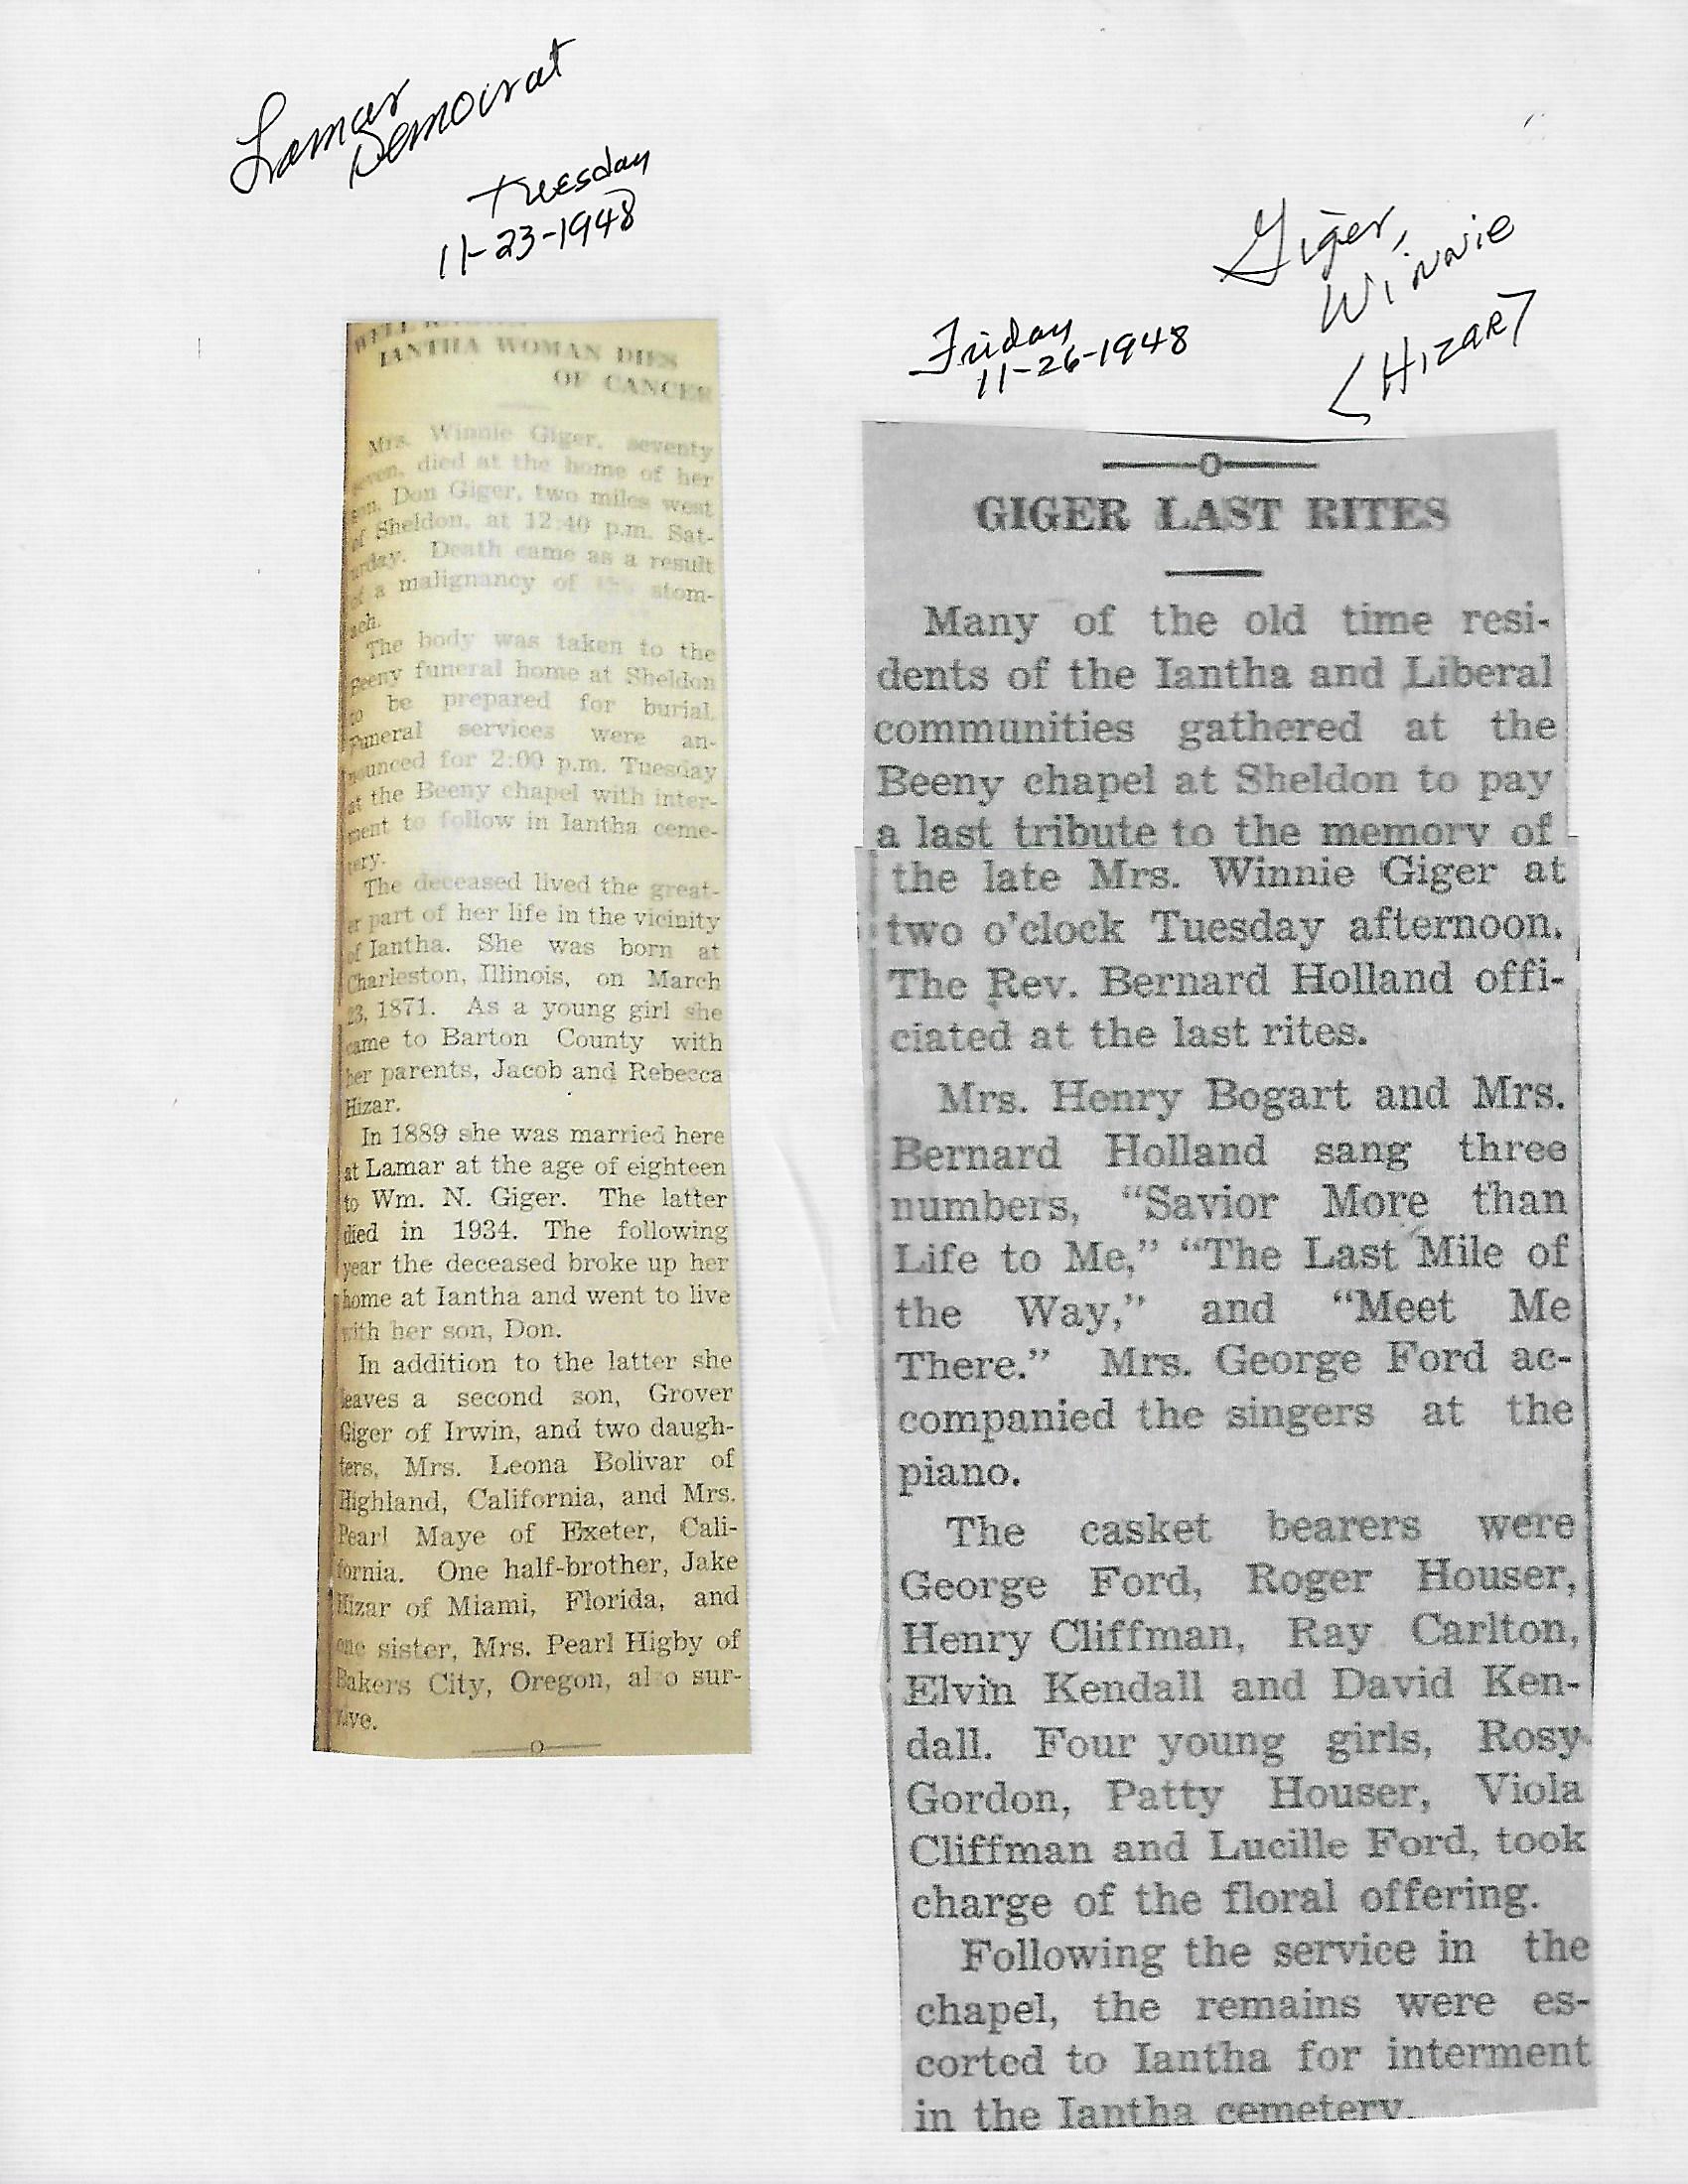 Lamar
Democrat
Tuesday
11-23-1948
WELL KNOWN
IANTHA WOMAN DIES
OF CANCER
Mrs. Winnie Giger, seventy
seven, died at the home of her
son, Don Giger, two miles west
of Sheldon, at 12:40 p.m. Sat-
urday. Death came as a result
of a malignancy of the stom-
ach.
The body was taken to the
Beeny funeral home at Sheldon
to be prepared for burial.
Funeral services were an-
nounced for 2:00 p.m. Tuesday
at the Beeny chapel with inter-
ment to follow in Iantha ceme-
tery.
The deceased lived the great-
er part of her life in the vicinity
of Iantha. She was born at
Charleston, Illinois, on March
23, 1871. As a young girl she
came to Barton County with
her parents, Jacob and Rebecca
Hizar.
In 1889 she was married here
at Lamar at the age of eighteen
to Wm. N. Giger. The latter
died in 1934. The following
year the deceased broke up her
home at Iantha and went to live
with her son, Don.
In addition to the latter she
leaves a second son, Grover
Giger of Irwin, and two daugh-
ters, Mrs. Leona Bolivar of
Highland, California, and Mrs.
Pearl Maye of Exeter, Cali-
fornia. One half-brother, Jake
Hizar of Miami, Florida, and
one sister, Mrs. Pearl Higby of
Bakers City, Oregon, also sur-
vive.
Giger,
Winnie
<HIZAR>
Friday
11-26-1948
GIGER LAST RITES
Many of the old time resi-
dents of the Iantha and Liberal
communities gathered at the
Beeny chapel at Sheldon to pay
a last tribute to the memory of
the late Mrs. Winnie Giger at
two o'clock Tuesday afternoon.
The Rev. Bernard Holland offi-
ciated at the last rites.
Mrs. Henry Bogart and Mrs.
Bernard Holland sang three
numbers, "Savior More than
Life to Me," "The Last Mile of
the Way," and "Meet Me
There." Mrs. George Ford ac-
companied the singers at the
piano.
The casket bearers were
George Ford, Roger Houser,
Henry Cliffman, Ray Carlton,
Elvin Kendall and David Ken-
dall. Four young girls, Rosy
Gordon, Patty Houser, Viola
Cliffman and Lucille Ford, took
charge of the floral offering.
Following the service in the
chapel, the remains were es-
corted to Iantha for interment
in the Iantha cemetery.